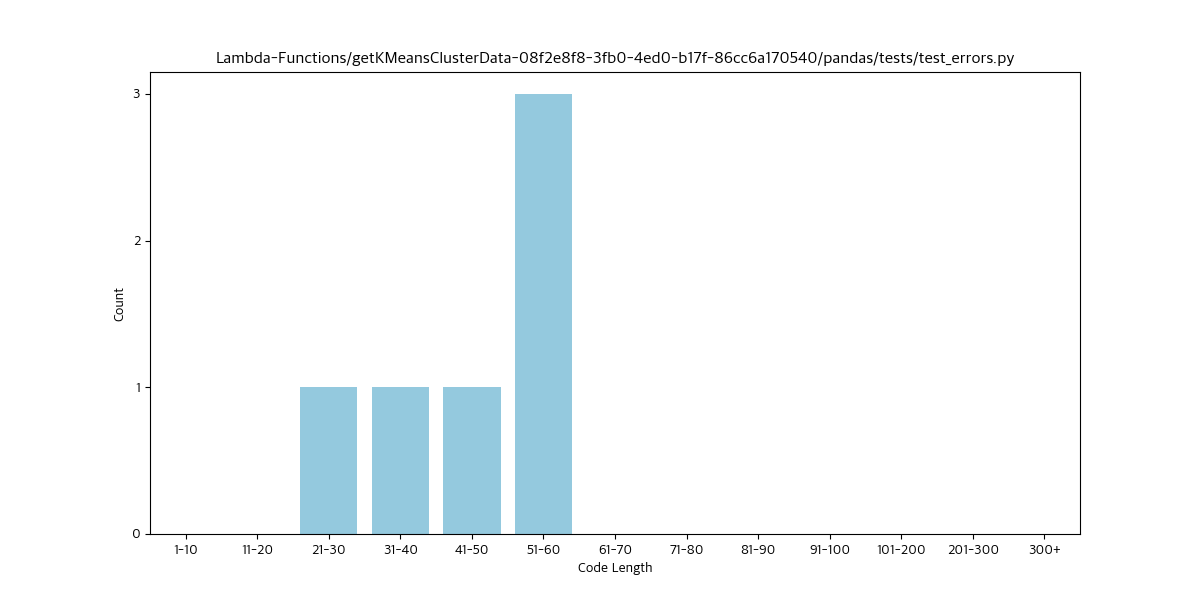 Lambda-Functions/getKMeansClusterData-08f2e8f8-3fb0-4ed0-b17f-86cc6a170540/pandas/tests/test_errors.py
3
2
1
0
Count
1-10 11-20 21-30 31-40 41-50 51-60 61-70 71-80 81-90 91-100 101-200 201-300 300+
Code Length